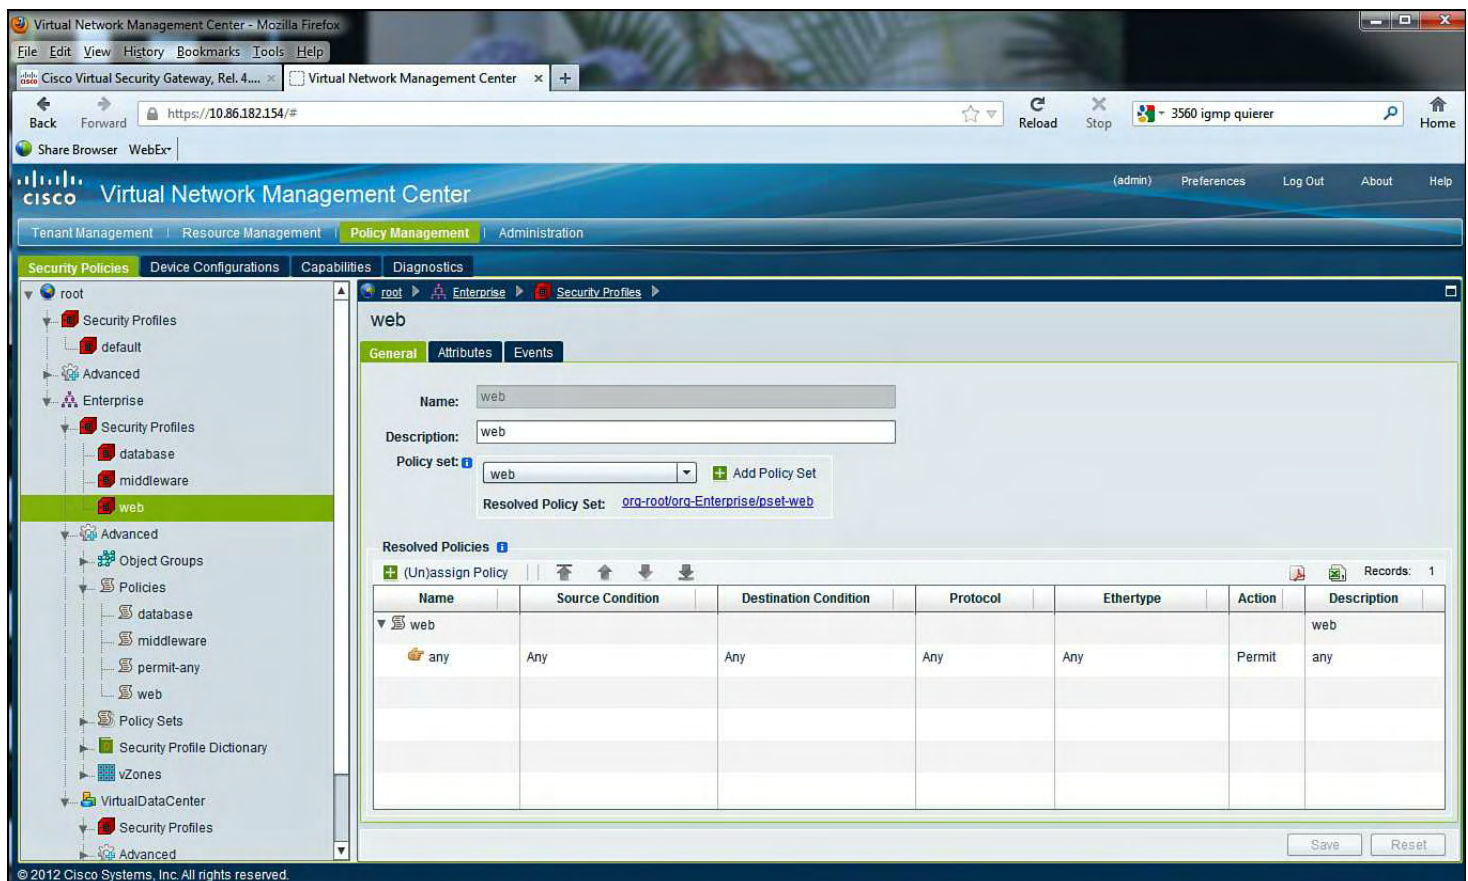 Virtual Network Management Center - Mozilla Firefox
File Edit View History Bookmarks Tools Help
Cisco Virtual Security Gateway, Rel. 4....
Virtual Network Management Center
Back Forward https://10.86.182.154/# Reload Stop 3560 igmp quierer Home
Share Browser WebEx
CISCO Virtual Network Management Center (admin) Preferences Log Out About Help
Tenant Management Resource Management Policy Management Administration
Security Policies Device Configurations Capabilities Diagnostics
root
Security Profiles
default
Advanced
Enterprise
Security Profiles
database
middleware
web
Advanced
Object Groups
Policies
database
middleware
permit-any
web
Policy Sets
Security Profile Dictionary
vZones
VirtualDataCenter
Security Profiles
Advanced
root Enterprise Security Profiles
web
General Attributes Events
Name: web
Description: web
Policy set: web Add Policy Set
Resolved Policy Set: org-root/org-Enterprise/pset-web
Resolved Policies
(Un)assign Policy Records: 1
Name Source Condition Destination Condition Protocol Ethertype Action Description
web web
any Any Any Any Any Permit any
Save Reset
© 2012 Cisco Systems, Inc. All rights reserved.